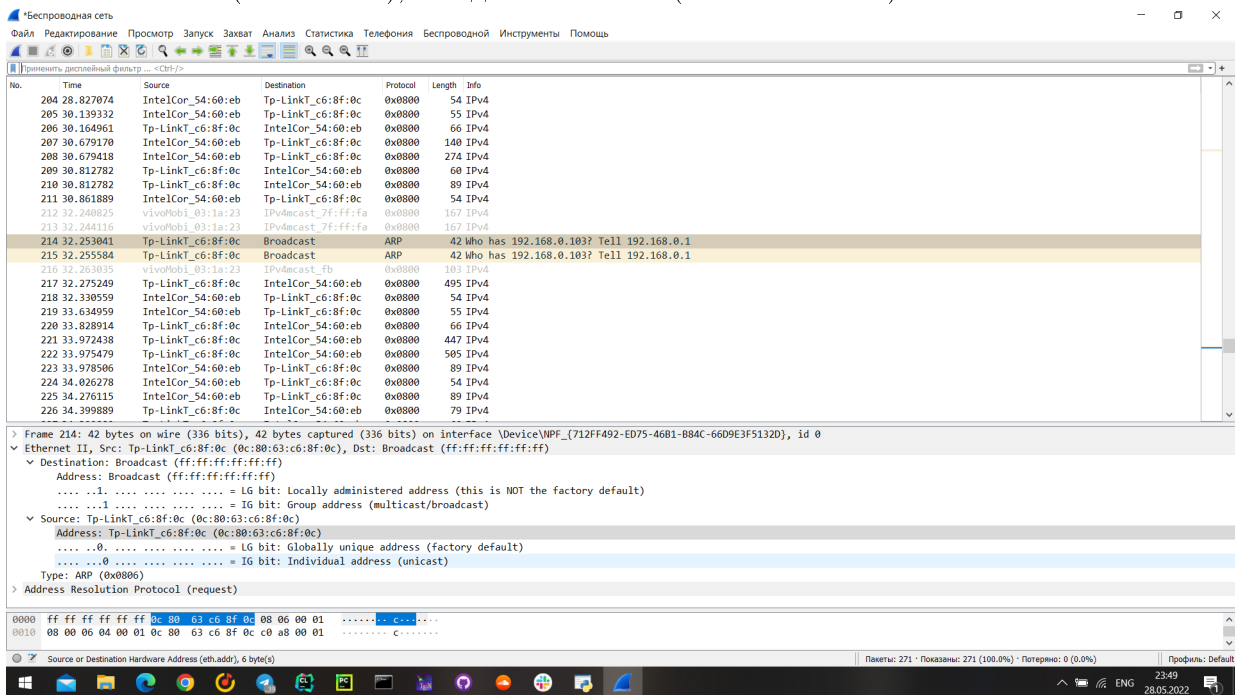 *Беспроводная сеть
Файл Редактирование Просмотр Запуск Захват Анализ Статистика Телефония Беспроводной Инструменты Помощь
Применить дисплейный фильтр ... <Ctrl-/>
No. Time Source Destination Protocol Length Info
204 28.827074 IntelCor_54:60:eb Tp-LinkT_c6:8f:0c 0x0800 54 IPv4
205 30.139332 IntelCor_54:60:eb Tp-LinkT_c6:8f:0c 0x0800 55 IPv4
206 30.164961 Tp-LinkT_c6:8f:0c IntelCor_54:60:eb 0x0800 66 IPv4
207 30.679170 IntelCor_54:60:eb Tp-LinkT_c6:8f:0c 0x0800 140 IPv4
208 30.679418 IntelCor_54:60:eb Tp-LinkT_c6:8f:0c 0x0800 274 IPv4
209 30.812782 Tp-LinkT_c6:8f:0c IntelCor_54:60:eb 0x0800 60 IPv4
210 30.812782 Tp-LinkT_c6:8f:0c IntelCor_54:60:eb 0x0800 89 IPv4
211 30.861889 IntelCor_54:60:eb Tp-LinkT_c6:8f:0c 0x0800 54 IPv4
212 32.240825 vivoMobi_03:1a:23 IPv4mcast_7f:ff:fa 0x0800 167 IPv4
213 32.244116 vivoMobi_03:1a:23 IPv4mcast_7f:ff:fa 0x0800 167 IPv4
214 32.253041 Tp-LinkT_c6:8f:0c Broadcast ARP 42 Who has 192.168.0.103? Tell 192.168.0.1
215 32.255584 Tp-LinkT_c6:8f:0c Broadcast ARP 42 Who has 192.168.0.103? Tell 192.168.0.1
216 32.263035 vivoMobi_03:1a:23 IPv4mcast_fb 0x0800 103 IPv4
217 32.275249 Tp-LinkT_c6:8f:0c IntelCor_54:60:eb 0x0800 495 IPv4
218 32.330559 IntelCor_54:60:eb Tp-LinkT_c6:8f:0c 0x0800 54 IPv4
219 33.634959 IntelCor_54:60:eb Tp-LinkT_c6:8f:0c 0x0800 55 IPv4
220 33.828914 Tp-LinkT_c6:8f:0c IntelCor_54:60:eb 0x0800 66 IPv4
221 33.972438 Tp-LinkT_c6:8f:0c IntelCor_54:60:eb 0x0800 447 IPv4
222 33.975479 Tp-LinkT_c6:8f:0c IntelCor_54:60:eb 0x0800 505 IPv4
223 33.978506 IntelCor_54:60:eb Tp-LinkT_c6:8f:0c 0x0800 89 IPv4
224 34.026278 IntelCor_54:60:eb Tp-LinkT_c6:8f:0c 0x0800 54 IPv4
225 34.276115 IntelCor_54:60:eb Tp-LinkT_c6:8f:0c 0x0800 89 IPv4
226 34.399889 Tp-LinkT_c6:8f:0c IntelCor_54:60:eb 0x0800 79 IPv4
> Frame 214: 42 bytes on wire (336 bits), 42 bytes captured (336 bits) on interface \Device\NPF_{712FF492-ED75-46B1-B84C-66D9E3F5132D}, id 0
Ethernet II, Src: Tp-LinkT_c6:8f:0c (0c:80:63:c6:8f:0c), Dst: Broadcast (ff:ff:ff:ff:ff:ff)
Destination: Broadcast (ff:ff:ff:ff:ff:ff)
Address: Broadcast (ff:ff:ff:ff:ff:ff)
.... ..1. .... .... .... .... = LG bit: Locally administered address (this is NOT the factory default)
.... ...1 .... .... .... .... = IG bit: Group address (multicast/broadcast)
Source: Tp-LinkT_c6:8f:0c (0c:80:63:c6:8f:0c)
Address: Tp-LinkT_c6:8f:0c (0c:80:63:c6:8f:0c)
.... ..0. .... .... .... .... = LG bit: Globally unique address (factory default)
.... ...0 .... .... .... .... = IG bit: Individual address (unicast)
Type: ARP (0x0806)
> Address Resolution Protocol (request)
0000 ff ff ff ff ff ff 0c 80 63 c6 8f 0c 08 06 00 01 ········ c·······
0010 08 00 06 04 00 01 0c 80 63 c6 8f 0c c0 a8 00 01 ········ c·······
Source or Destination Hardware Address (eth.addr), 6 byte(s) Пакеты: 271 · Показаны: 271 (100.0%) · Потеряно: 0 (0.0%) Профиль: Default
ENG 23:49
28.05.2022